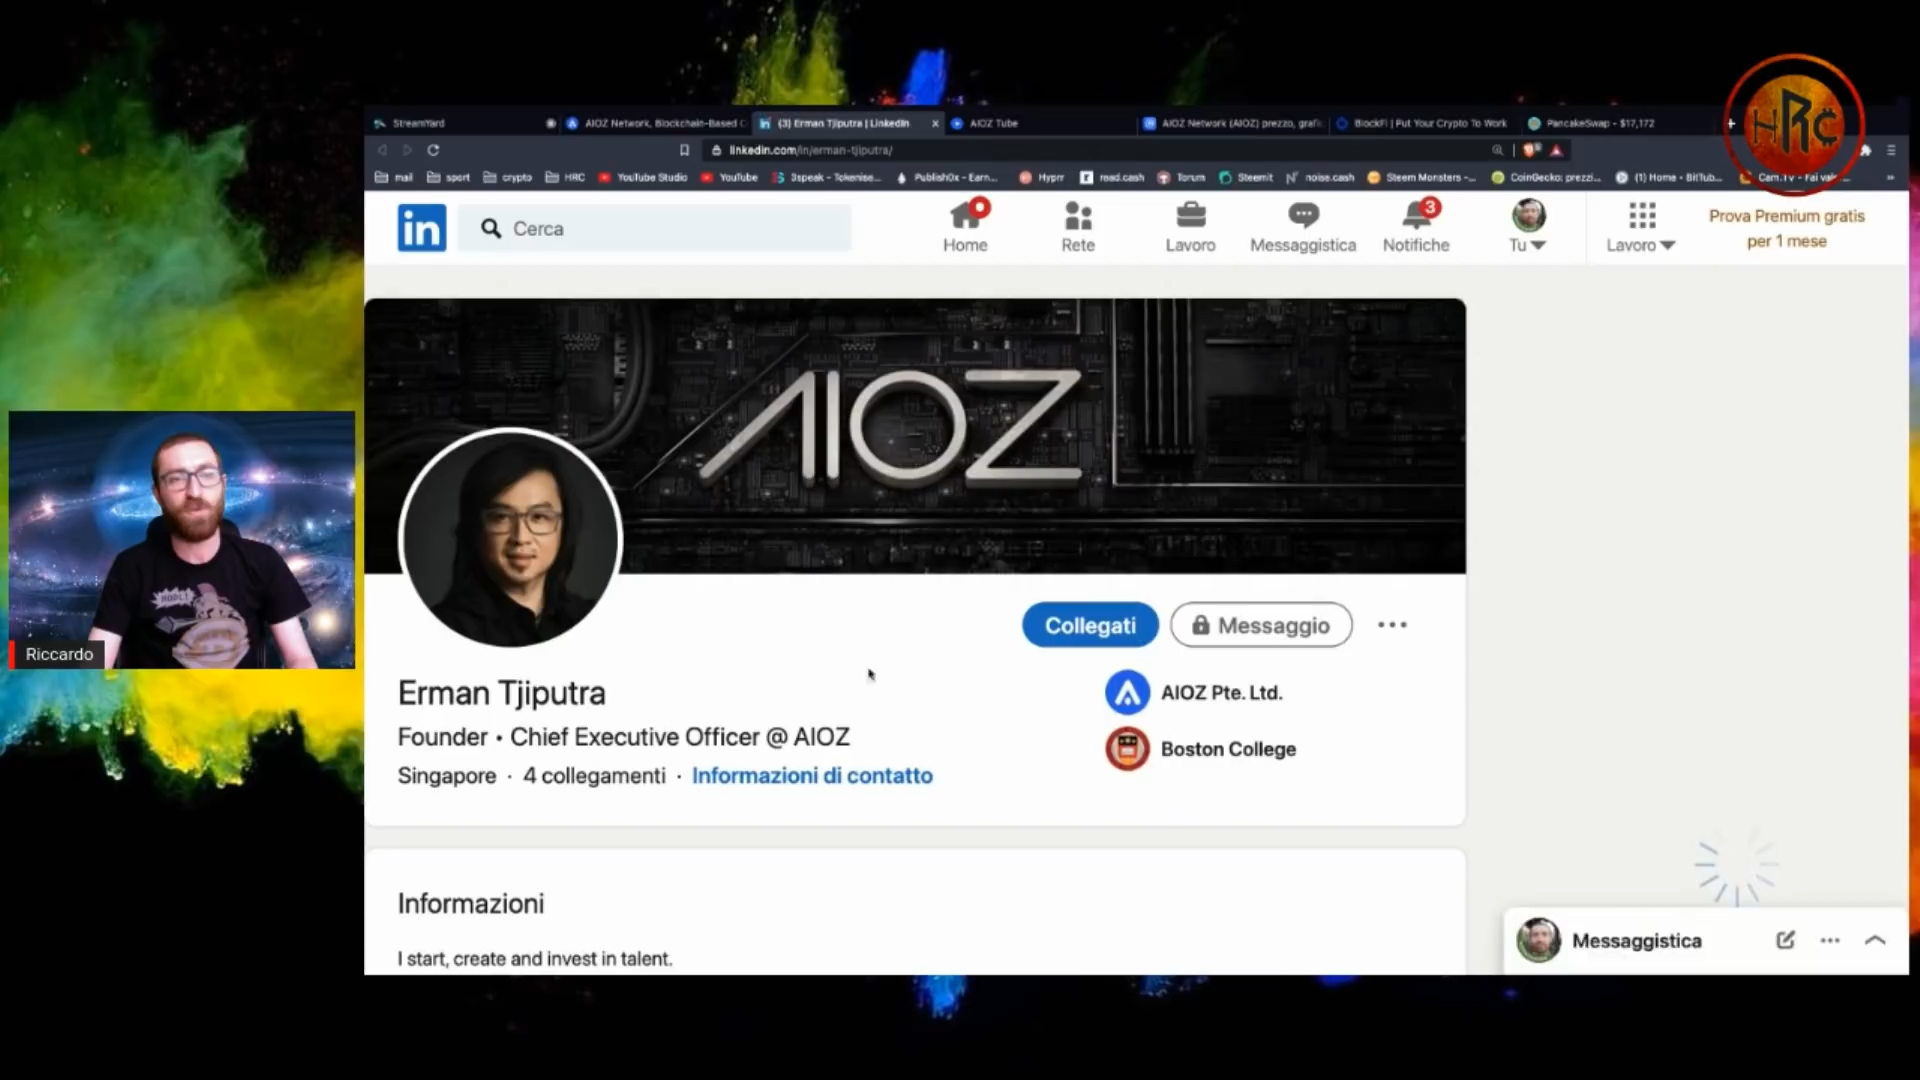 StreamYard
AIOZ Network, Blockchain-Based C
(3) Erman Tjiputra | LinkedIn
AIOZ Tube
AIOZ Network (AIOZ) prezzo, grafi
BlockFi | Put Your Crypto To Work
PancakeSwap - $17,172
HRC
linkedin.com/in/erman-tjiputra/
mail
sport
crypto
HRC
YouTube Studio
YouTube
3speak - Tokenise...
Publish0x - Earn...
Hyprr
read.cash
Torum
Steemit
noise.cash
Steem Monsters -...
CoinGecko: prezzi...
(1) Home - BitTub...
Cam.TV - Fai val...
in
Cerca
Home
Rete
Lavoro
Messaggistica
3
Notifiche
Tu
Lavoro
Prova Premium gratis
per 1 mese
AIOZ
HODL!
Riccardo
Collegati
Messaggio
Erman Tjiputra
Founder • Chief Executive Officer @ AIOZ
Singapore · 4 collegamenti · Informazioni di contatto
AIOZ Pte. Ltd.
Boston College
Informazioni
I start, create and invest in talent.
Messaggistica